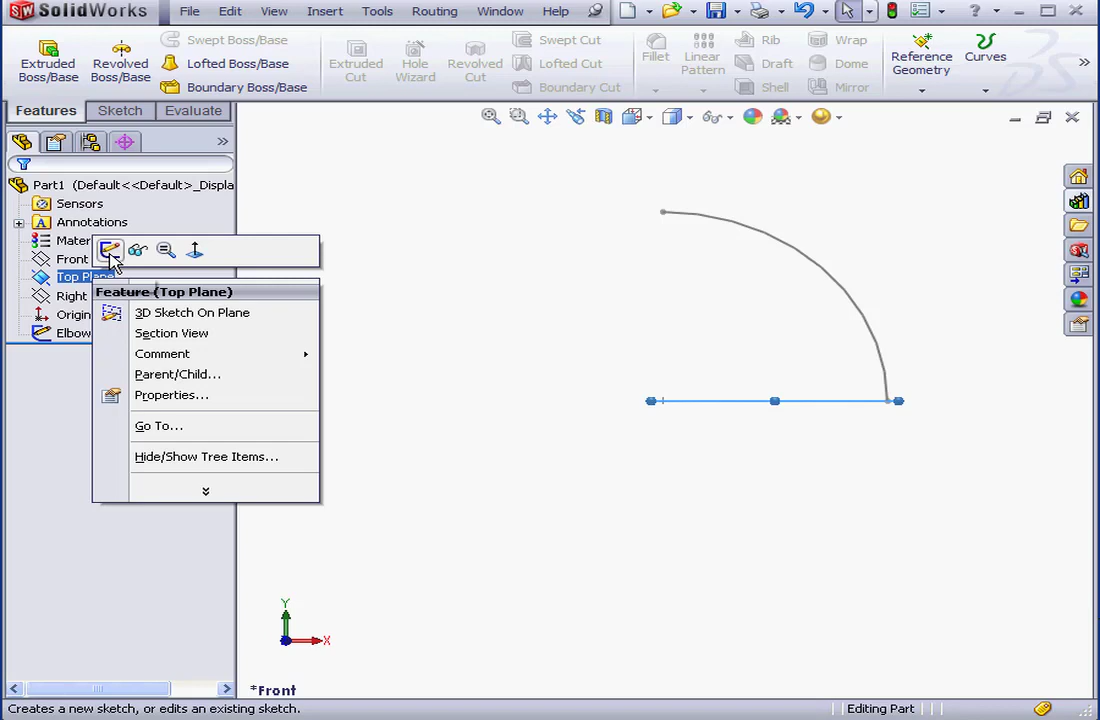 SolidWorks File Edit View Insert Tools Routing Window Help
Extruded Boss/Base
Revolved Boss/Base
Swept Boss/Base
Lofted Boss/Base
Boundary Boss/Base
Extruded Cut
Hole Wizard
Revolved Cut
Swept Cut
Lofted Cut
Boundary Cut
Fillet
Linear Pattern
Rib
Draft
Shell
Wrap
Dome
Mirror
Reference Geometry
Curves
Features Sketch Evaluate
Part1 (Default<<Default>_Displa
Sensors
Annotations
Mater
Front
Top Plane
Right
Origin
Elbow
Feature (Top Plane)
3D Sketch On Plane
Section View
Comment
Parent/Child...
Properties...
Go To...
Hide/Show Tree Items...
Y
X
*Front
Creates a new sketch, or edits an existing sketch. Editing Part